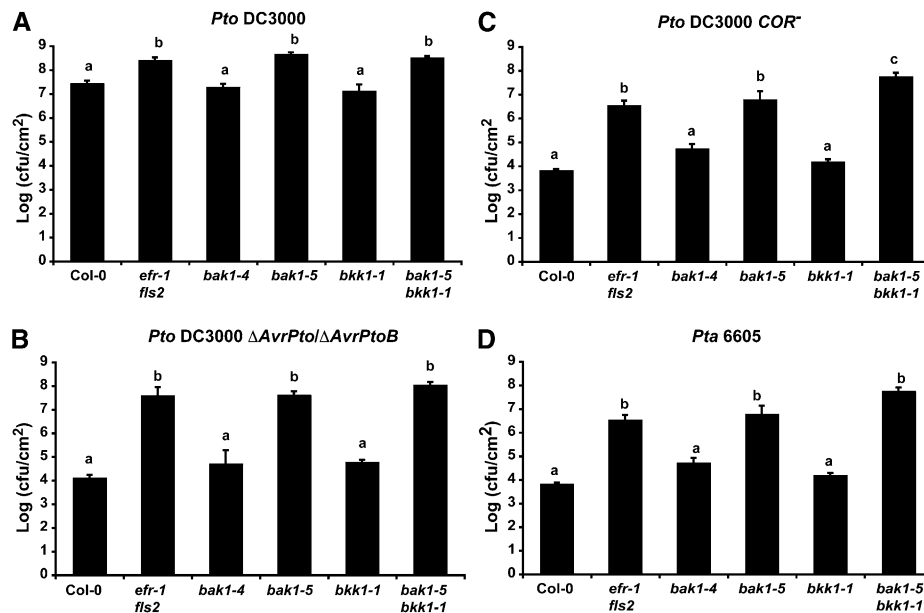 A
Pto DC3000
Log (cfu/cm2)
9
8
7
6
5
4
3
2
1
0
a
b
a
b
a
b
Col-0
efr-1
fls2
bak1-4
bak1-5
bkk1-1
bak1-5
bkk1-1
C
Pto DC3000 COR-
Log (cfu/cm2
9
8
7
6
5
4
3
2
1
0
a
b
a
b
a
c
Col-0
efr-1
fls2
bak1-4
bak1-5
bkk1-1
bak1-5
bkk1-1
B
Pto DC3000 ΔAvrPto/ΔAvrPtoB
Log (cfu/cm2)
9
8
7
6
5
4
3
2
1
0
a
b
a
b
a
b
Col-0
efr-1
fls2
bak1-4
bak1-5
bkk1-1
bak1-5
bkk1-1
D
Pta 6605
Log (cfu/cm2)
9
8
7
6
5
4
3
2
1
0
a
b
a
b
a
b
Col-0
efr-1
fls2
bak1-4
bak1-5
bkk1-1
bak1-5
bkk1-1